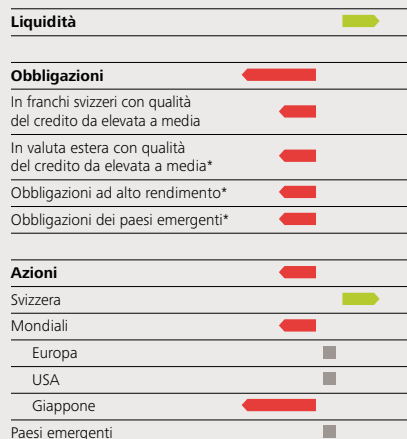 Liquidità
Obbligazioni
In franchi svizzeri con qualità
del credito da elevata a media
In valuta estera con qualità
del credito da elevata a media*
Obbligazioni ad alto rendimento*
Obbligazioni dei paesi emergenti*
Azioni
Svizzera
Mondiali
Europa
USA
Giappone
Paesi emergenti